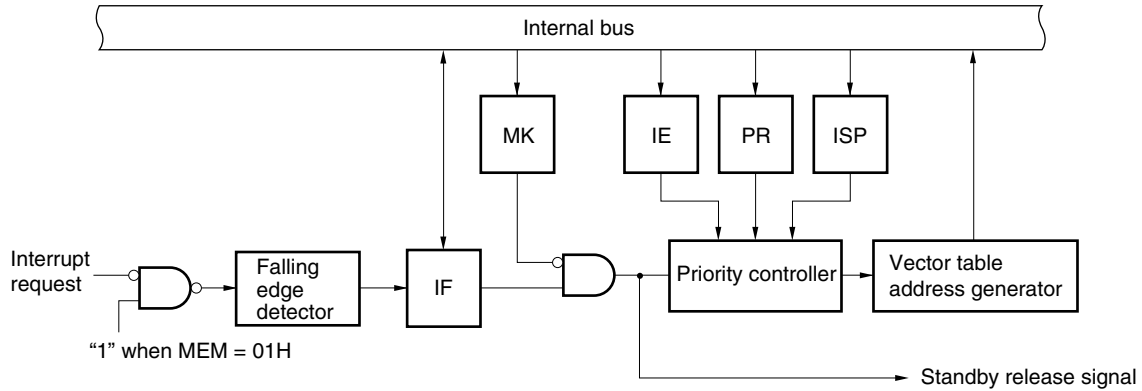 Internal bus
MK
IE
PR
ISP
Interrupt
request
Falling
edge
detector
IF
Priority controller
Vector table
address generator
“1” when MEM = 01H
Standby release signal